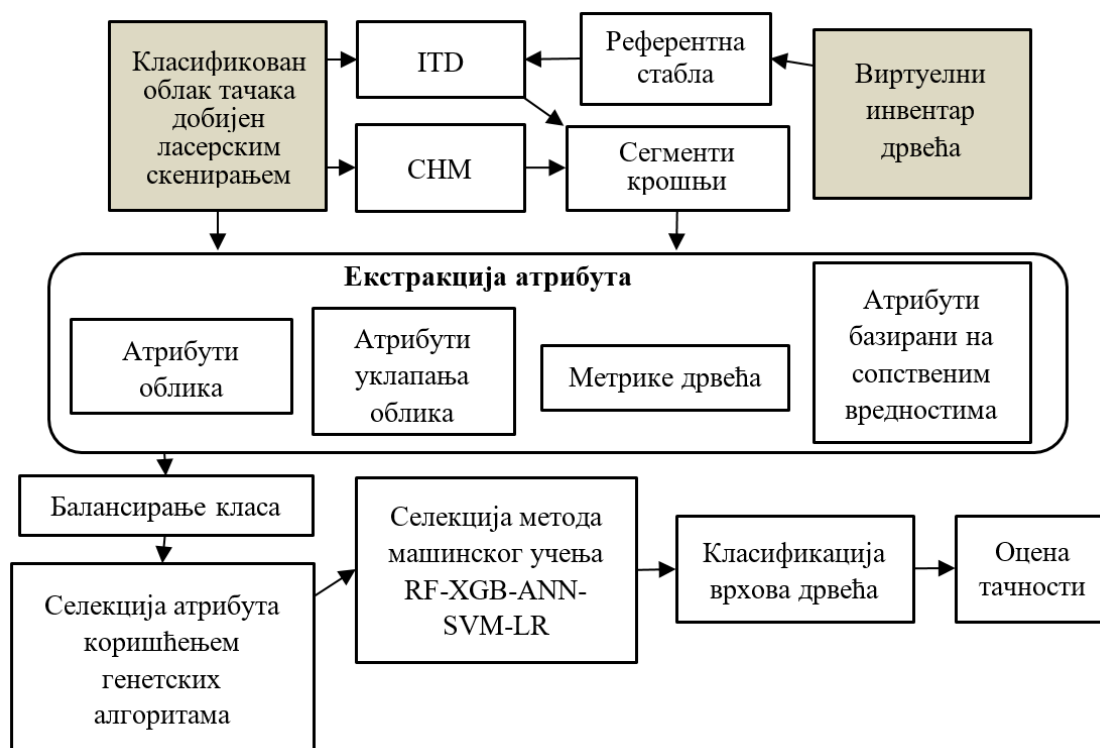 Класификован
облак тачака
добијен
ласерским
скенирањем
ITD
Референтна
стабла
Виртуелни
инвентар
дрвећа
CHM
Сегменти
крошњи
Екстракција атрибута
Атрибути
облика
Атрибути
уклапања
облика
Метрике дрвећа
Атрибути
базирани на
сопственим
вредностима
Балансирање класа
Селекција атрибута
коришћењем
генетских
алгоритама
Селекција метода
машинског учења
RF-XGB-ANN-
SVM-LR
Класификација
врхова дрвећа
Оцена
тачности